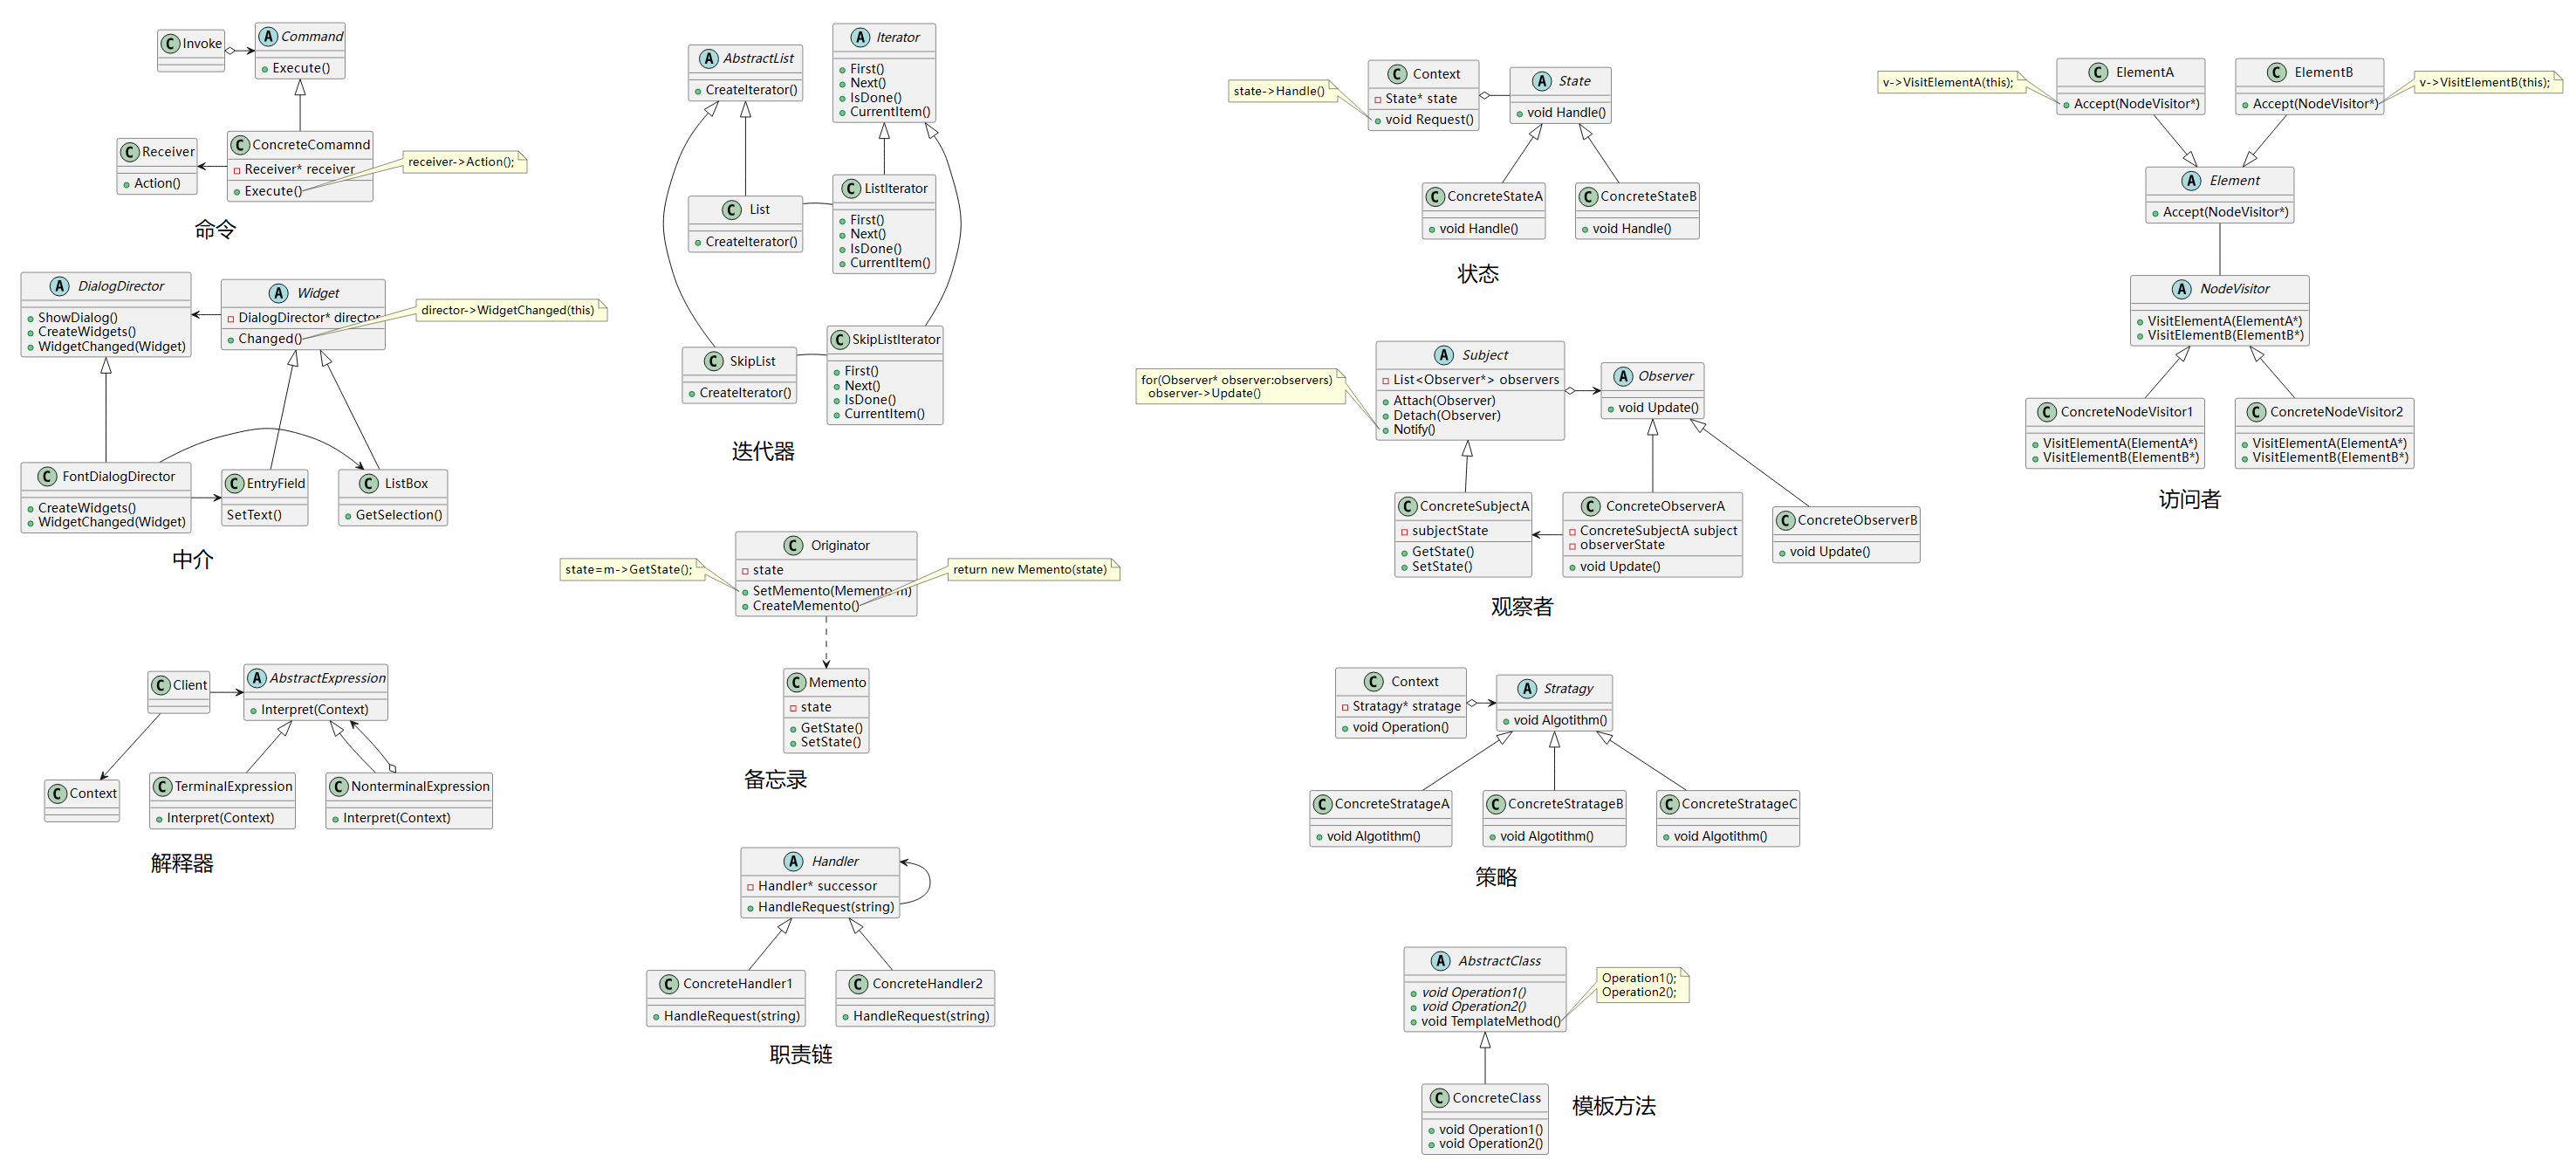 Invoke
Command
Execute()
Receiver
Action()
ConcreteComamnd
Receiver* receiver
Execute()
receiver->Action();
命令
DialogDirector
ShowDialog()
CreateWidgets()
WidgetChanged(Widget)
Widget
DialogDirector* director
Changed()
director->WidgetChanged(this)
FontDialogDirector
CreateWidgets()
WidgetChanged(Widget)
EntryField
SetText()
ListBox
GetSelection()
中介
Client
AbstractExpression
Interpret(Context)
Context
TerminalExpression
Interpret(Context)
NonterminalExpression
Interpret(Context)
解释器
AbstractList
CreateIterator()
Iterator
First()
Next()
IsDone()
CurrentItem()
List
CreateIterator()
ListIterator
First()
Next()
IsDone()
CurrentItem()
SkipList
CreateIterator()
SkipListIterator
First()
Next()
IsDone()
CurrentItem()
迭代器
state=m->GetState();
Originator
state
SetMemento(Memento m)
CreateMemento()
return new Memento(state)
Memento
state
GetState()
SetState()
备忘录
Handler
Handler* successor
HandleRequest(string)
ConcreteHandler1
HandleRequest(string)
ConcreteHandler2
HandleRequest(string)
职责链
state->Handle()
Context
State* state
void Request()
State
void Handle()
ConcreteStateA
void Handle()
ConcreteStateB
void Handle()
状态
for(Observer* observer:observers)
observer->Update()
Subject
List<Observer*> observers
Attach(Observer)
Detach(Observer)
Notify()
Observer
void Update()
ConcreteSubjectA
subjectState
GetState()
SetState()
ConcreteObserverA
ConcreteSubjectA subject
observerState
void Update()
ConcreteObserverB
void Update()
观察者
Context
Stratagy* stratage
void Operation()
Stratagy
void Algotithm()
ConcreteStratageA
void Algotithm()
ConcreteStratageB
void Algotithm()
ConcreteStratageC
void Algotithm()
策略
AbstractClass
void Operation1()
void Operation2()
void TemplateMethod()
Operation1();
Operation2();
ConcreteClass
void Operation1()
void Operation2()
模板方法
v->VisitElementA(this);
ElementA
Accept(NodeVisitor*)
ElementB
Accept(NodeVisitor*)
v->VisitElementB(this);
Element
Accept(NodeVisitor*)
NodeVisitor
VisitElementA(ElementA*)
VisitElementB(ElementB*)
ConcreteNodeVisitor1
VisitElementA(ElementA*)
VisitElementB(ElementB*)
ConcreteNodeVisitor2
VisitElementA(ElementA*)
VisitElementB(ElementB*)
访问者